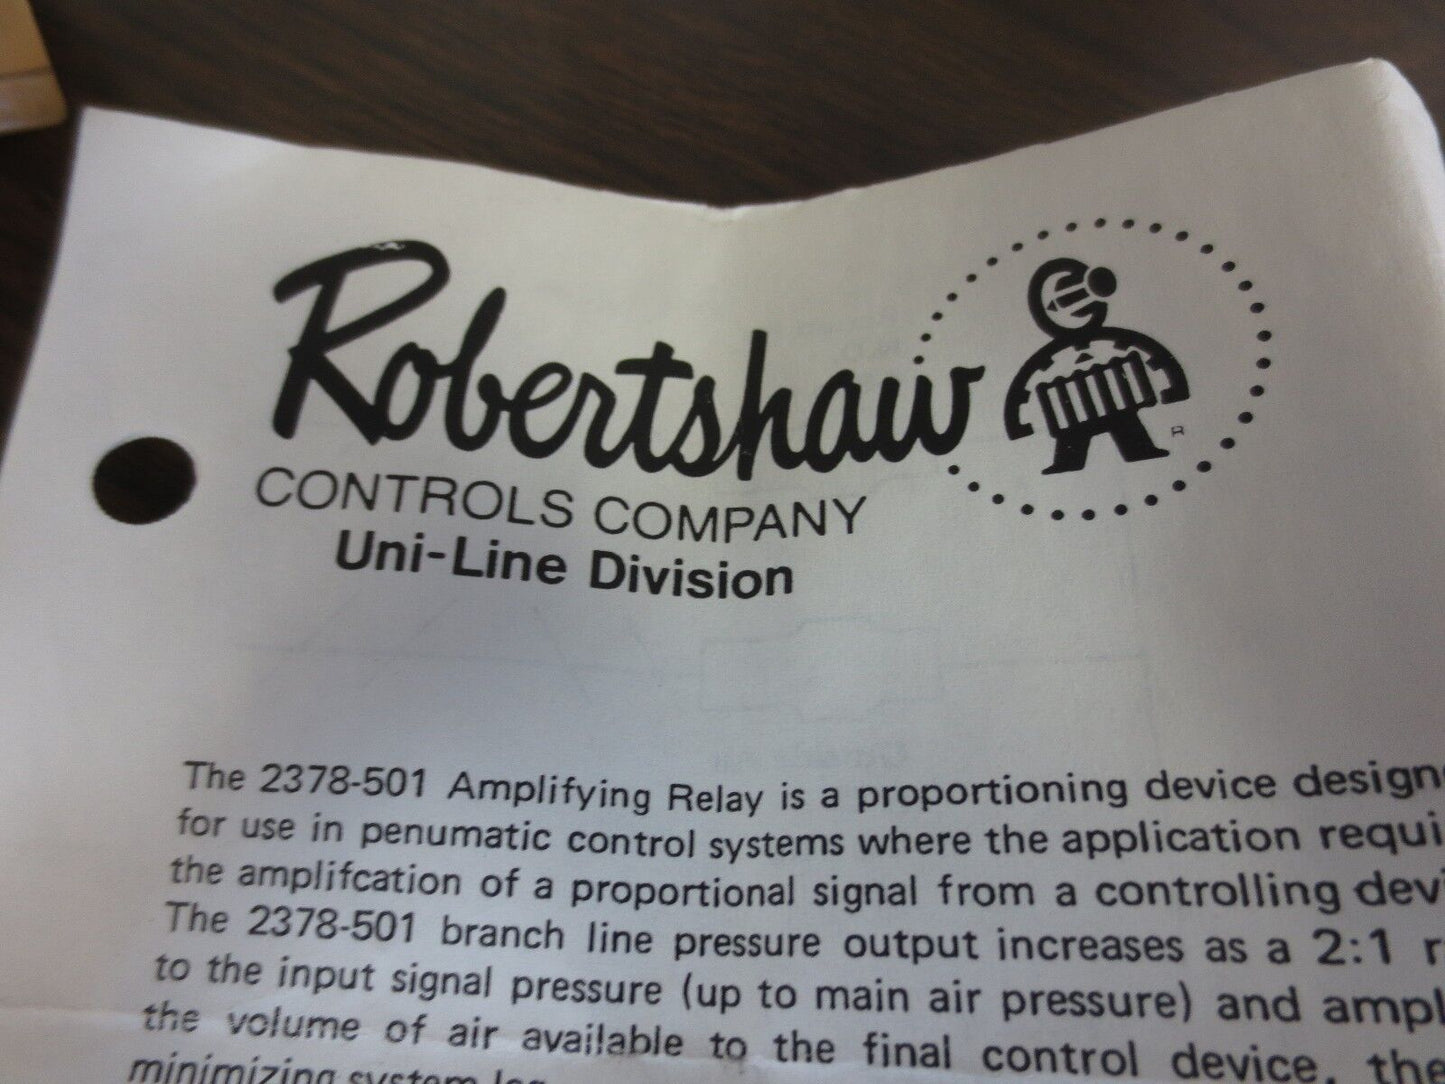 Robertshaw
CONTROLS COMPANY
Uni-Line Division
R
The 2378-501 Amplifying Relay is a proportioning device
for use in penumatic control systems where the application
the amplifcation of a proportional signal from a controlling
The 2378-501 branch line pressure output increases as a 2:1
to the input signal pressure (up to main air pressure) and
the volume of air available to the final control device,
minimizing system